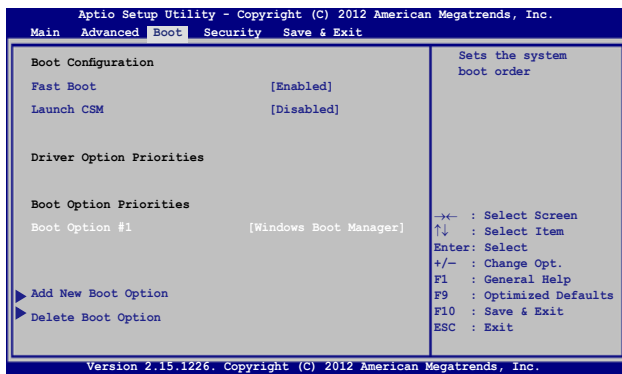 Aptio Setup Utility - Copyright (C) 2012 American Megatrends, Inc.
Main Advanced Boot Security Save & Exit
Boot Configuration
Fast Boot [Enabled]
Launch CSM [Disabled]
Driver Option Priorities
Boot Option Priorities
Boot Option #1 [Windows Boot Manager]
Add New Boot Option
Delete Boot Option
Sets the system
boot order
→← : Select Screen
↑↓ : Select Item
Enter: Select
+/— : Change Opt.
F1 : General Help
F9 : Optimized Defaults
F10 : Save & Exit
ESC : Exit
Version 2.15.1226. Copyright (C) 2012 American Megatrends, Inc.